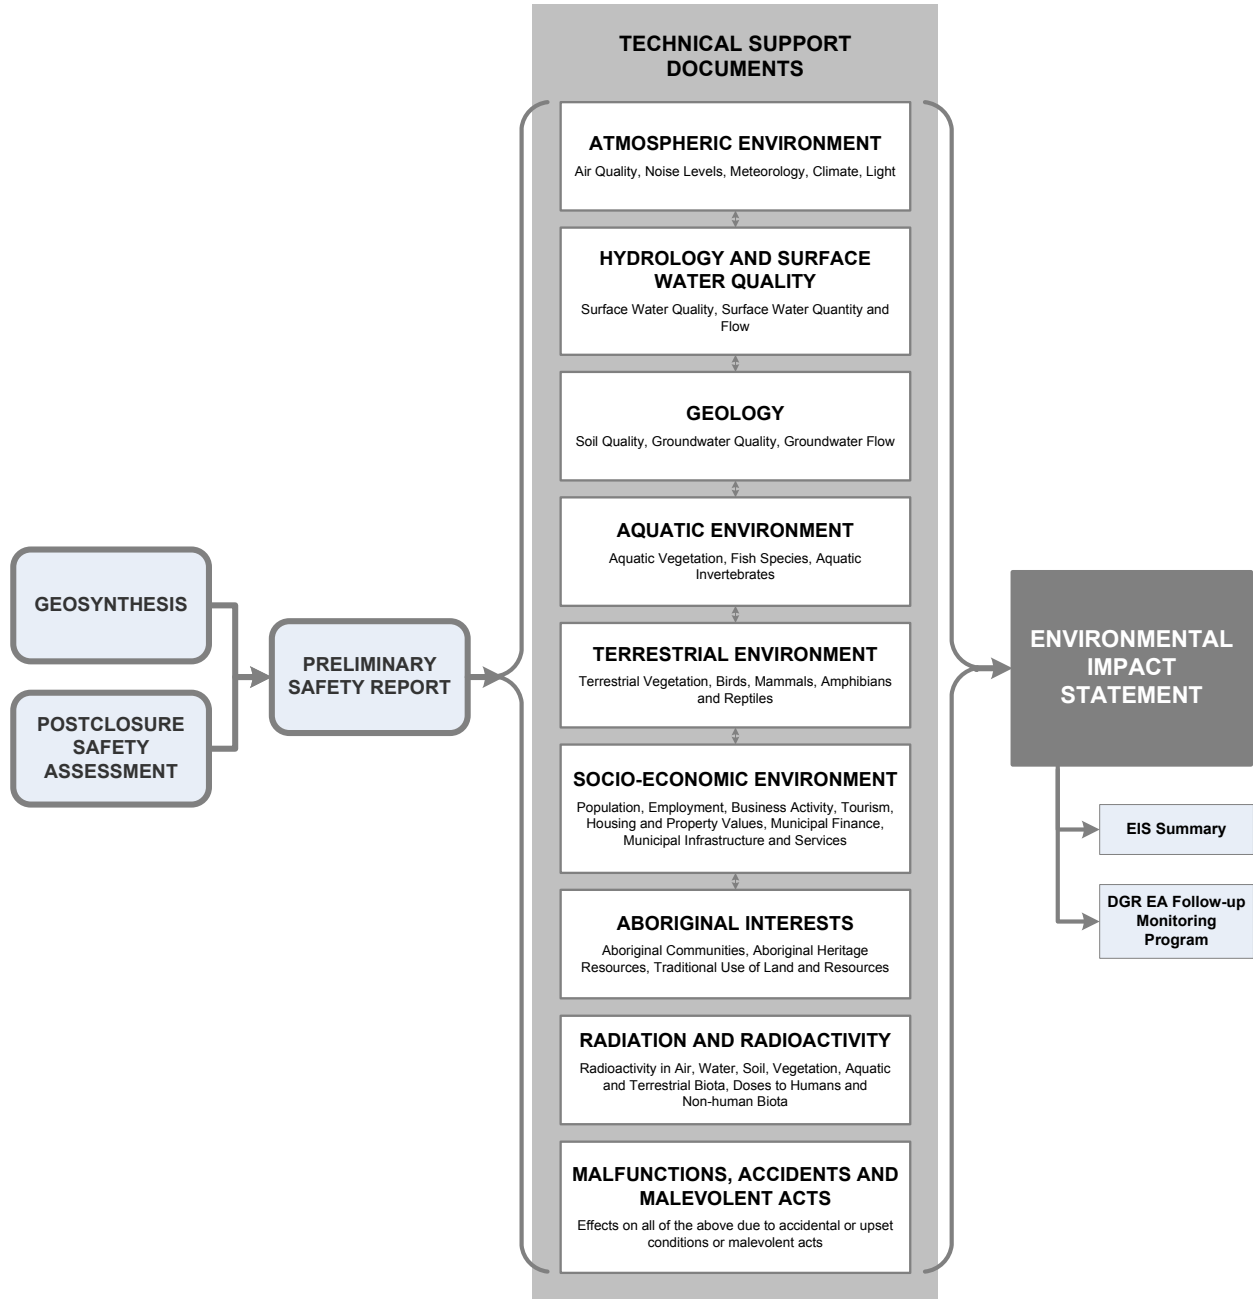 TECHNICAL SUPPORT
DOCUMENTS
ATMOSPHERIC ENVIRONMENT
Air Quality, Noise Levels, Meteorology, Climate, Light
HYDROLOGY AND SURFACE
WATER QUALITY
Surface Water Quality, Surface Water Quantity and
Flow
GEOLOGY
Soil Quality, Groundwater Quality, Groundwater Flow
AQUATIC ENVIRONMENT
Aquatic Vegetation, Fish Species, Aquatic
Invertebrates
TERRESTRIAL ENVIRONMENT
Terrestrial Vegetation, Birds, Mammals, Amphibians
and Reptiles
SOCIO-ECONOMIC ENVIRONMENT
Population, Employment, Business Activity, Tourism,
Housing and Property Values, Municipal Finance,
Municipal Infrastructure and Services
ABORIGINAL INTERESTS
Aboriginal Communities, Aboriginal Heritage
Resources, Traditional Use of Land and Resources
RADIATION AND RADIOACTIVITY
Radioactivity in Air, Water, Soil, Vegetation, Aquatic
and Terrestrial Biota, Doses to Humans and
Non-human Biota
MALFUNCTIONS, ACCIDENTS AND
MALEVOLENT ACTS
Effects on all of the above due to accidental or upset
conditions or malevolent acts
GEOSYNTHESIS
POSTCLOSURE
SAFETY
ASSESSMENT
PRELIMINARY
SAFETY REPORT
ENVIRONMENTAL
IMPACT
STATEMENT
EIS Summary
DGR EA Follow-up
Monitoring
Program